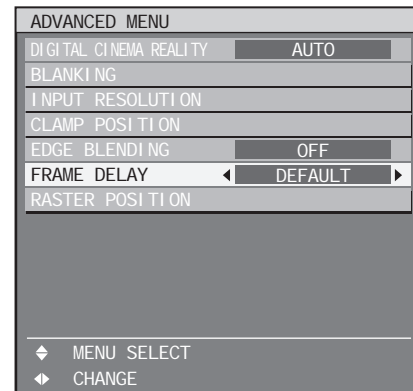 ADVANCED MENU
DIGITAL CINEMA REALITY AUTO
BLANKING
INPUT RESOLUTION
CLAMP POSITION
EDGE BLENDING OFF
FRAME DELAY DEFAULT
RASTER POSITION
MENU SELECT
CHANGE